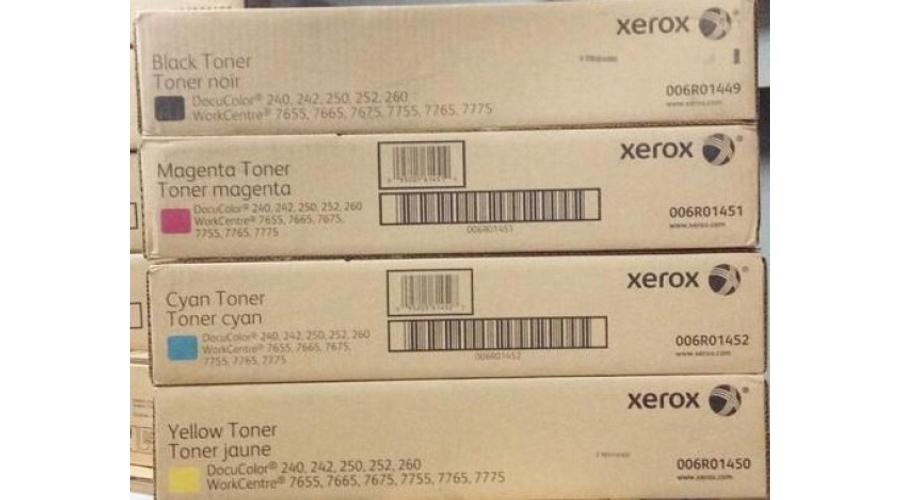 xerox
Black Toner
Toner noir
DocuColor® 240, 242, 250, 252, 260
WorkCentre® 7655, 7665, 7675, 7755, 7765, 7775
006R01449
www.xerox.com
xerox
Magenta Toner
Toner magenta
DocuColor® 240, 242, 250, 252, 260
WorkCentre® 7655, 7665, 7675,
7755, 7765, 7775
006R01451
006R01451
www.xerox.com
xerox
Cyan Toner
Toner cyan
DocuColor® 240, 242, 250, 252, 260
WorkCentre® 7655, 7665, 7675,
7755, 7765, 7775
006R01452
006R01452
www.xerox.com
xerox
Yellow Toner
Toner jaune
DocuColor® 240, 242, 250, 252, 260
WorkCentre® 7655, 7665, 7675, 7755, 7765, 7775
006R01450